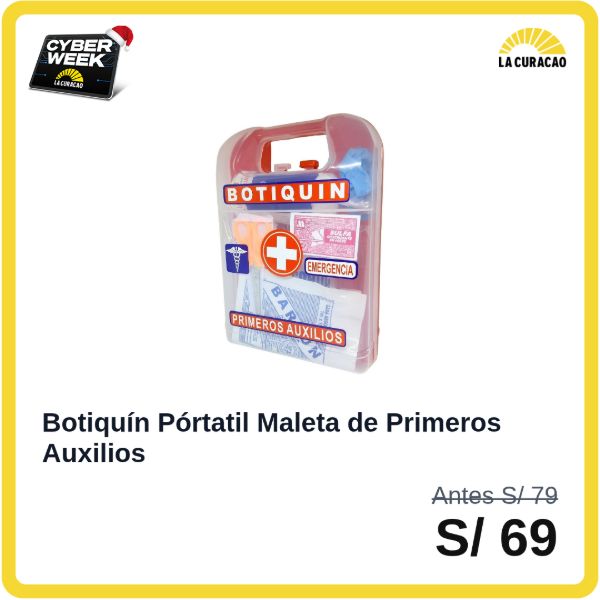 CYBER
WEEK
LA CURACAO
LA CURACAO
BOTIQUIN
SULFA
EMERGENCIA
PRIMEROS AUXILIOS
Botiquín Pórtatil Maleta de Primeros
Auxilios
Antes S/ 79
S/ 69